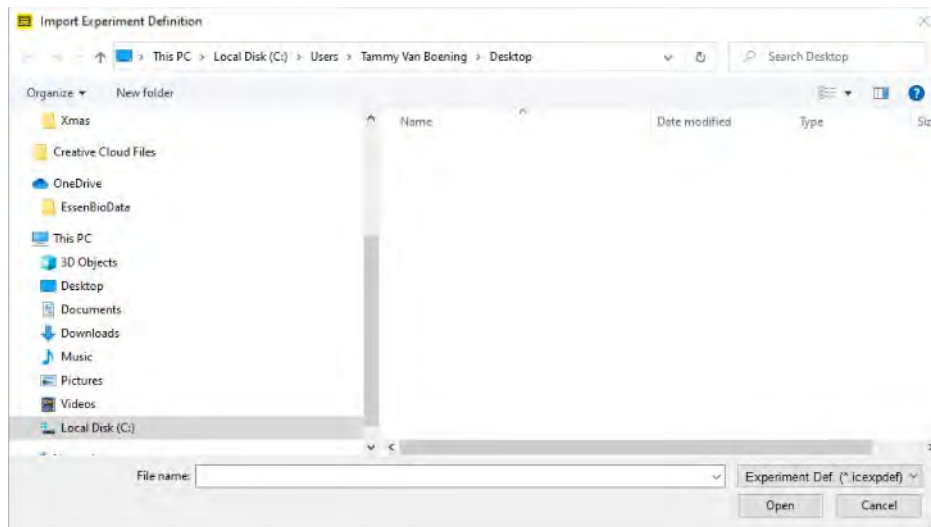 Import Experiment Definition
This PC > Local Disk (C:) > Users > Tammy Van Boening > Desktop
Search Desktop
Organize
New folder
Name
Date modified
Type
Siz
Xmas
Creative Cloud Files
OneDrive
EssenBioData
This PC
3D Objects
Desktop
Documents
Downloads
Music
Pictures
Videos
Local Disk (C:)
File name:
Experiment Def. (*.icexpdef)
Open
Cancel